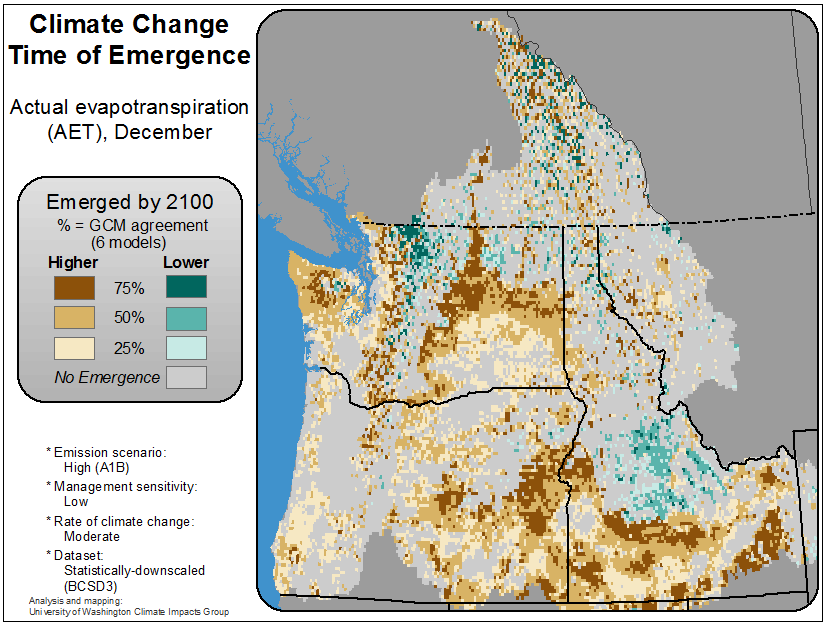 Climate Change
Time of Emergence
Actual evapotranspiration
(AET), December
Emerged by 2100
% = GCM agreement
(6 models)
Higher Lower
75%
50%
25%
No Emergence
* Emission scenario:
High (A1B)
* Management sensitivity:
Low
* Rate of climate change:
Moderate
* Dataset:
Statistically-downscaled
(BCSD3)
Analysis and mapping:
University of Washington Climate Impacts Group